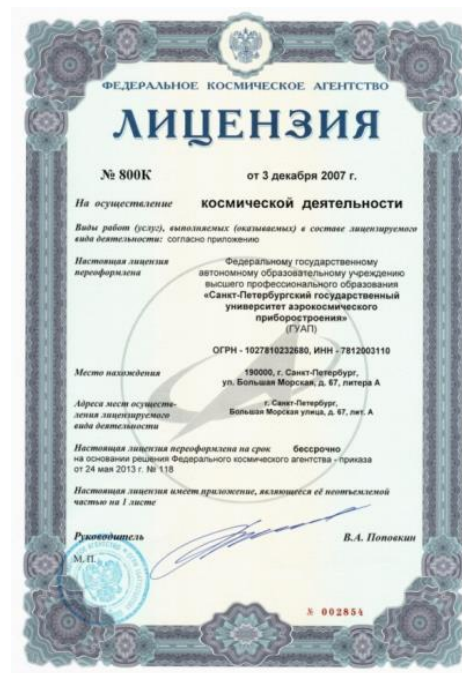 ФЕДЕРАЛЬНОЕ КОСМИЧЕСКОЕ АГЕНТСТВО
ЛИЦЕНЗИЯ
№ 800К от 3 декабря 2007 г.
На осуществление космической деятельности
Виды работ (услуг), выполняемых (оказываемых) в составе лицензируемого
вида деятельности: согласно приложению
Настоящая лицензия
переоформлена
Федеральному государственному
автономному образовательному учреждению
высшего профессионального образования
«Санкт-Петербургский государственный
университет аэрокосмического
приборостроения»
(ГУАП)
ОГРН - 1027810232680, ИНН - 7812003110
Место нахождения
190000, г. Санкт-Петербург,
ул. Большая Морская, д. 67, литера А
Адреса мест осуществ-
ления лицензируемого
вида деятельности
г. Санкт-Петербург,
Большая Морская улица, д. 67, лит. А
Настоящая лицензия переоформлена на срок бессрочно
на основании решения Федерального космического агентства - приказа
от 24 мая 2013 г. № 118
Настоящая лицензия имеет приложение, являющееся её неотъемлемой
частью на 1 листе
Руководитель В.А. Поповкин
М.П.
№ 002854